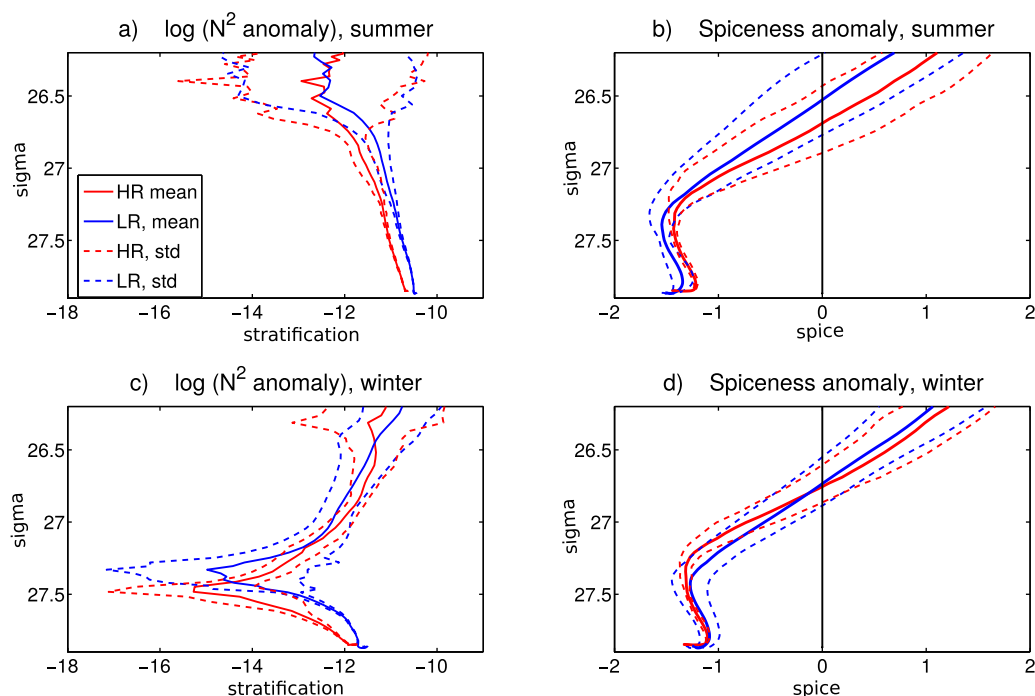 a) log (N² anomaly), summer
26.5
27
27.5
sigma
HR mean
LR, mean
HR, std
LR, std
−18 −16 −14 −12 −10
stratification
b) Spiceness anomaly, summer
26.5
27
27.5
sigma
−2 −1 0 1 2
spice
c) log (N² anomaly), winter
26.5
27
27.5
sigma
−18 −16 −14 −12 −10
stratification
d) Spiceness anomaly, winter
26.5
27
27.5
sigma
−2 −1 0 1 2
spice